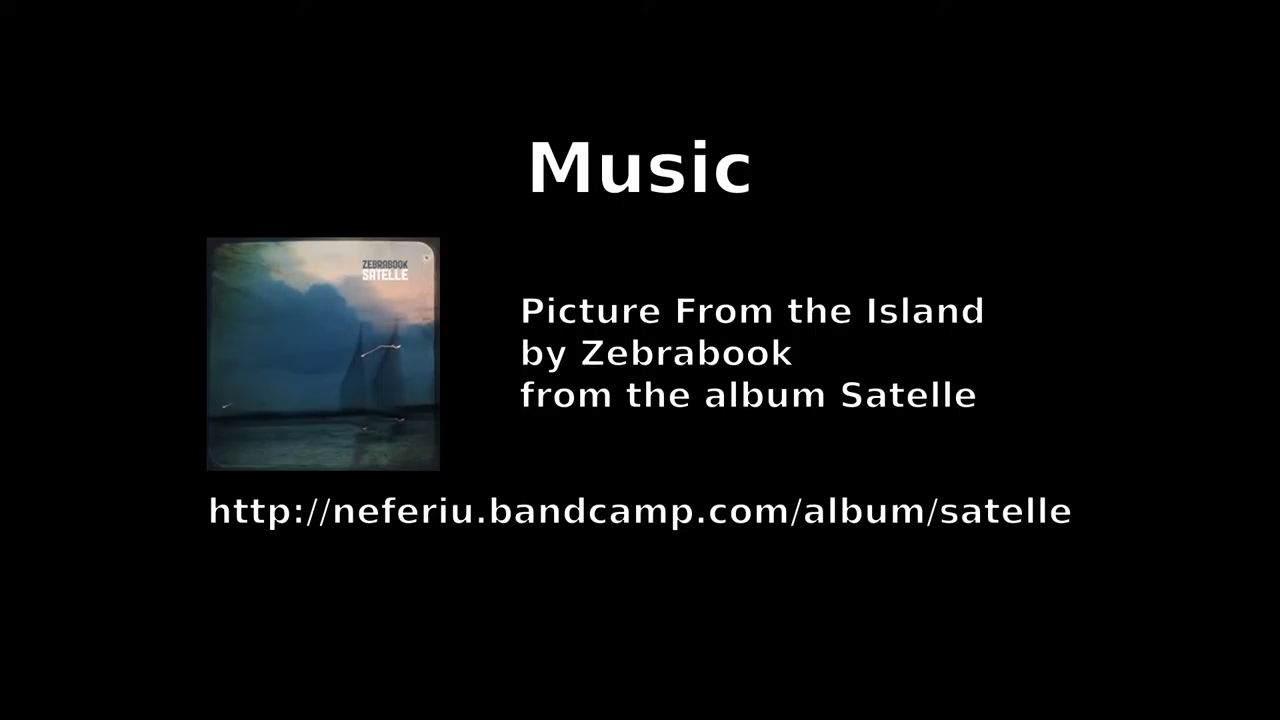 Music
ZEBRABOOK
SATELLE
Picture From the Island
by Zebrabook
from the album Satelle
http://neferiu.bandcamp.com/album/satelle